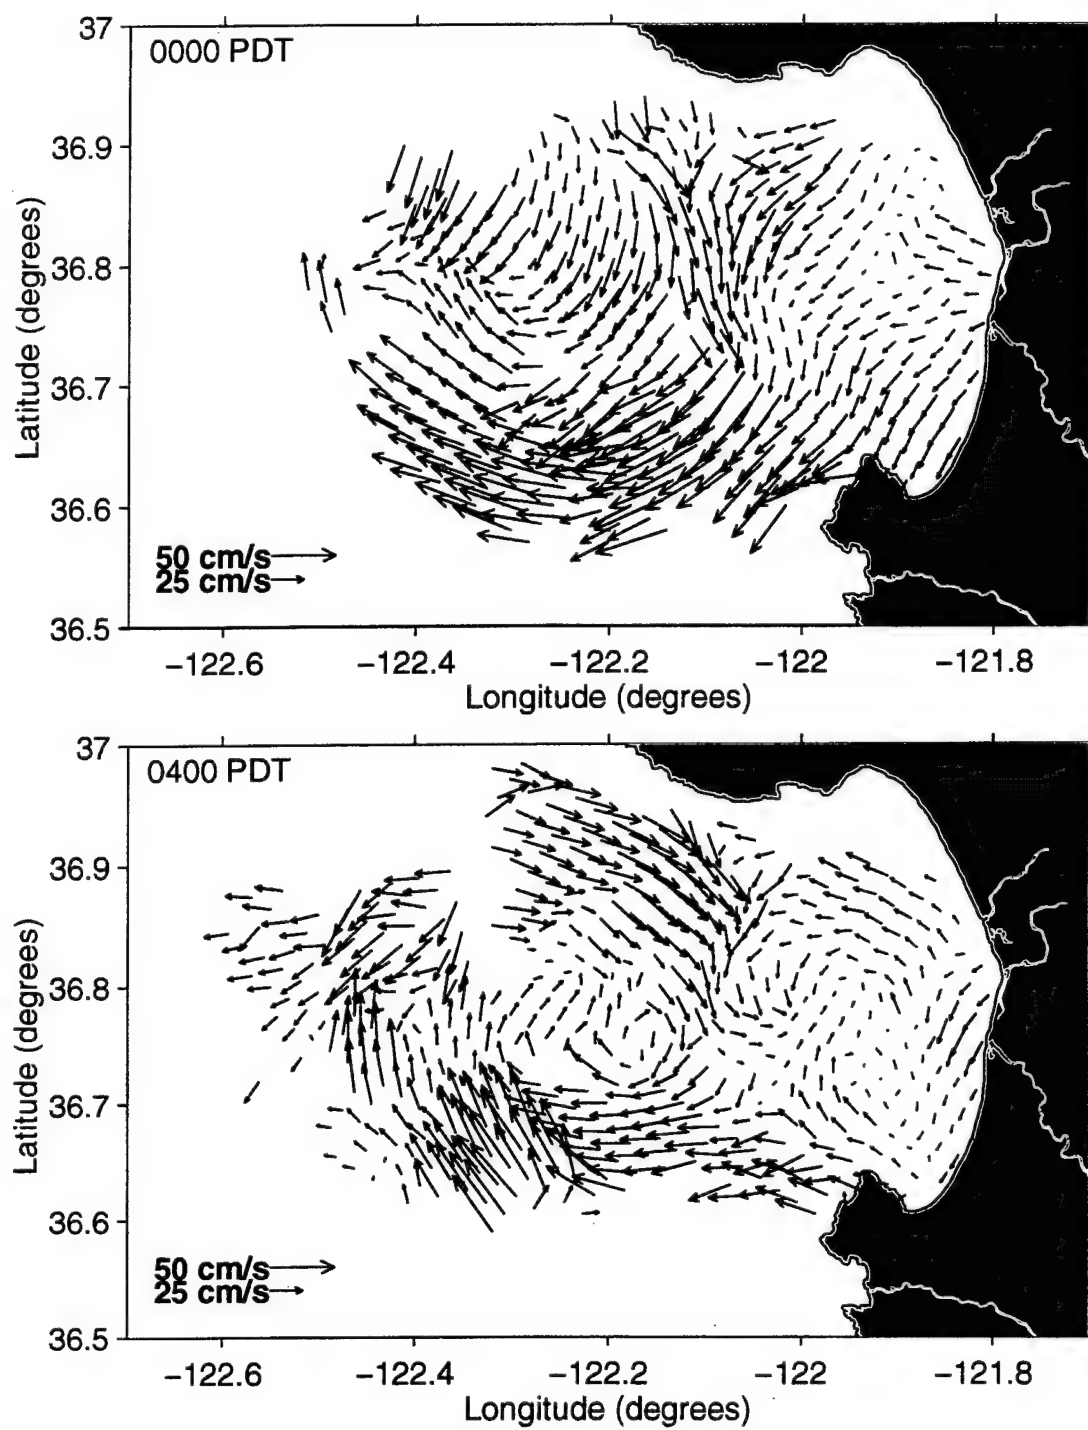 37
0000 PDT
36.9
36.8
36.7
36.6
36.5
Latitude (degrees)
50 cm/s
25 cm/s
−122.6 −122.4 −122.2 −122 −121.8
Longitude (degrees)
37
0400 PDT
36.9
36.8
36.7
36.6
36.5
Latitude (degrees)
50 cm/s
25 cm/s
−122.6 −122.4 −122.2 −122 −121.8
Longitude (degrees)